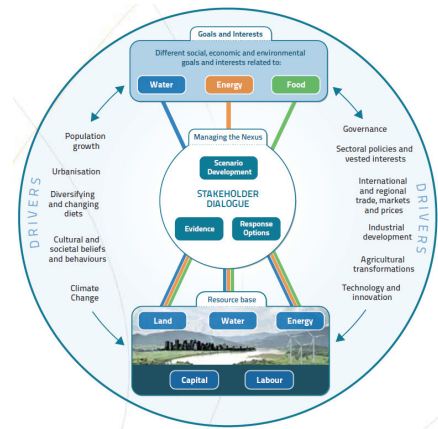 Goals and Interests
Different social, economic and environmental
goals and interests related to:
Water
Energy
Food
DRIVERS
Population
growth
Urbanisation
Diversifying
and changing
diets
Cultural and
societal beliefs
and behaviours
Climate
Change
Managing the Nexus
Scenario
Development
STAKEHOLDER
DIALOGUE
Evidence
Response
Options
Governance
Sectoral policies and
vested interests
International
and regional
trade, markets
and prices
Industrial
development
Agricultural
transformations
Technology and
innovation
DRIVERS
Resource base
Land
Water
Energy
Capital
Labour